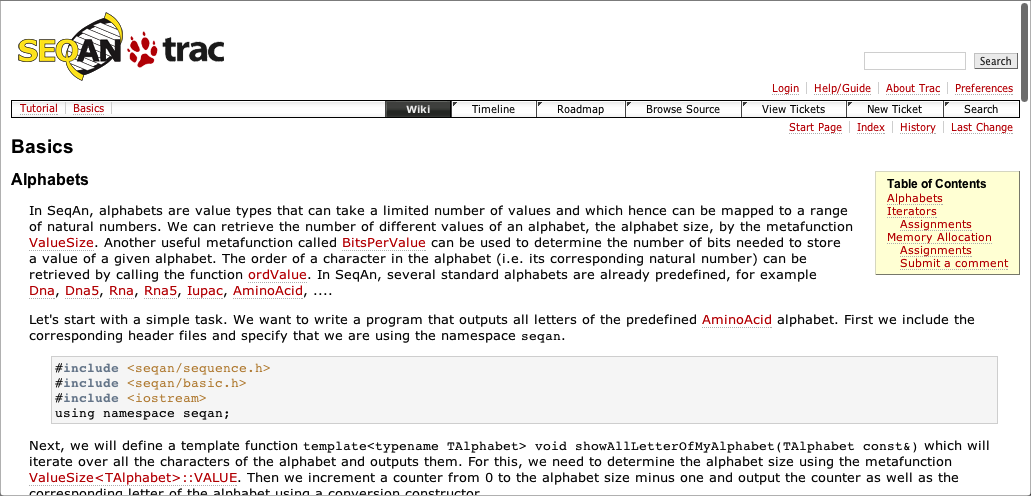 SEQAN trac
Search
Login Help/Guide About Trac Preferences
Tutorial Basics Wiki Timeline Roadmap Browse Source View Tickets New Ticket Search
Start Page Index History Last Change
Basics
Alphabets
Table of Contents
Alphabets
Iterators
Assignments
Memory Allocation
Assignments
Submit a comment
In SeqAn, alphabets are value types that can take a limited number of values and which hence can be mapped to a range
of natural numbers. We can retrieve the number of different values of an alphabet, the alphabet size, by the metafunction
ValueSize. Another useful metafunction called BitsPerValue can be used to determine the number of bits needed to store
a value of a given alphabet. The order of a character in the alphabet (i.e. its corresponding natural number) can be
retrieved by calling the function ordValue. In SeqAn, several standard alphabets are already predefined, for example
Dna, Dna5, Rna, Rna5, Iupac, AminoAcid, ....
Let's start with a simple task. We want to write a program that outputs all letters of the predefined AminoAcid alphabet. First we include the
corresponding header files and specify that we are using the namespace seqan.
#include <seqan/sequence.h>
#include <seqan/basic.h>
#include <iostream>
using namespace seqan;
Next, we will define a template function template<typename TAlphabet> void showAllLetterOfMyAlphabet(TAlphabet const&) which will
iterate over all the characters of the alphabet and outputs them. For this, we need to determine the alphabet size using the metafunction
ValueSize<TAlphabet>::VALUE. Then we increment a counter from 0 to the alphabet size minus one and output the counter as well as the
corresponding letter of the alphabet using a conversion constructor.